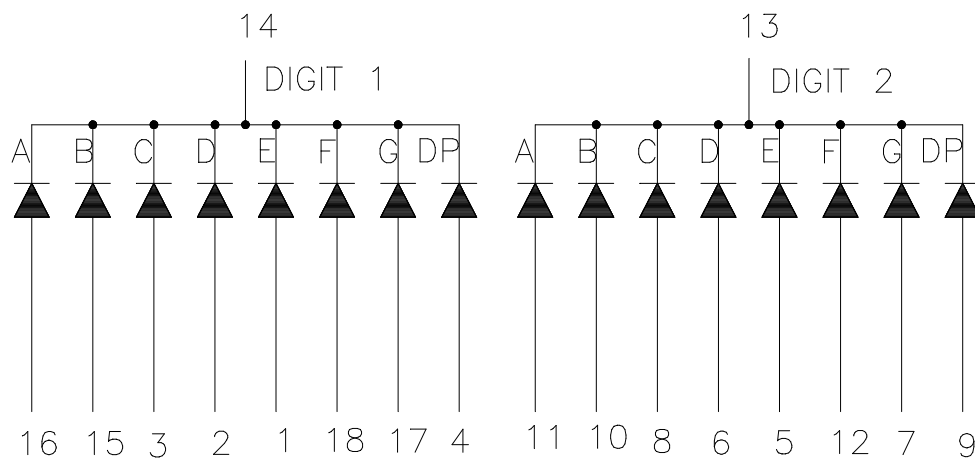 14 13
DIGIT 1 DIGIT 2
A B C D E F G DP A B C D E F G DP
16 15 3 2 1 18 17 4 11 10 8 6 5 12 7 9